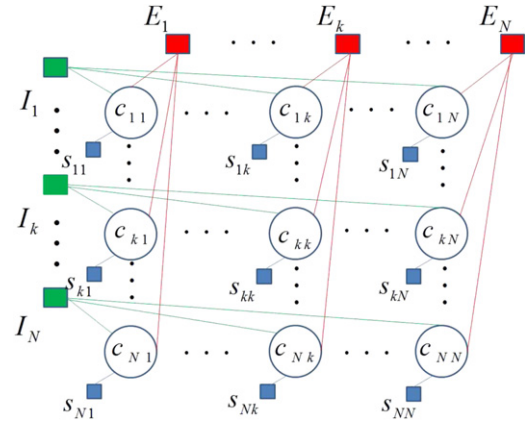 E1 · · · Ek · · · EN
I1 c11 · · · c1k · · · c1N
s11 s1k s1N
Ik ck1 · · · ckk · · · ckN
sk1 skk skN
IN cN1 · · · cNk · · · cNN
sN1 sNk sNN